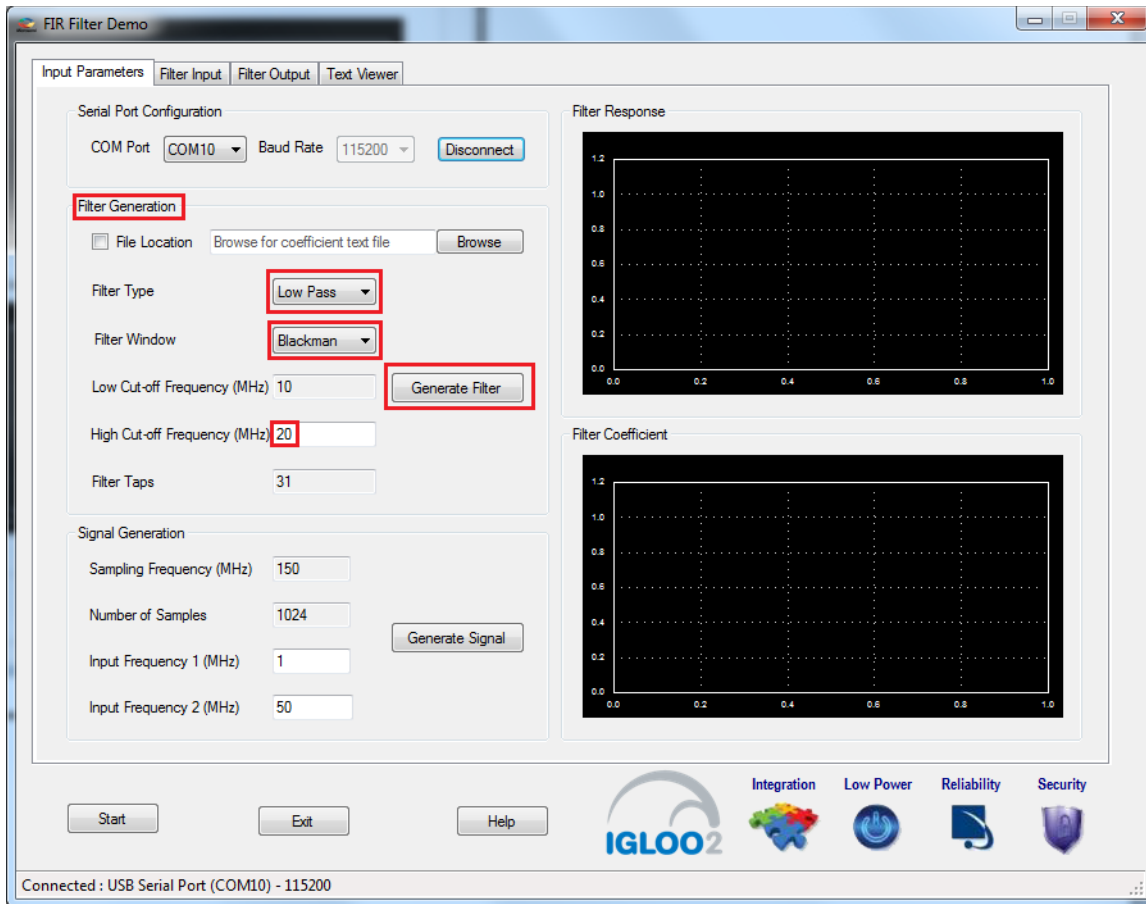 FIR Filter Demo
Input Parameters Filter Input Filter Output Text Viewer
Serial Port Configuration
COM Port COM10 Baud Rate 115200 Disconnect
Filter Generation
File Location Browse for coefficient text file Browse
Filter Type Low Pass
Filter Window Blackman
Low Cut-off Frequency (MHz) 10 Generate Filter
High Cut-off Frequency (MHz) 20
Filter Taps 31
Signal Generation
Sampling Frequency (MHz) 150
Number of Samples 1024
Generate Signal
Input Frequency 1 (MHz) 1
Input Frequency 2 (MHz) 50
Filter Response
1.2
1.0
0.8
0.6
0.4
0.2
0.0
0.0 0.2 0.4 0.6 0.8 1.0
Filter Coefficient
1.2
1.0
0.8
0.6
0.4
0.2
0.0
0.0 0.2 0.4 0.6 0.8 1.0
Start Exit Help
IGLOO2
Integration Low Power Reliability Security
Connected : USB Serial Port (COM10) - 115200